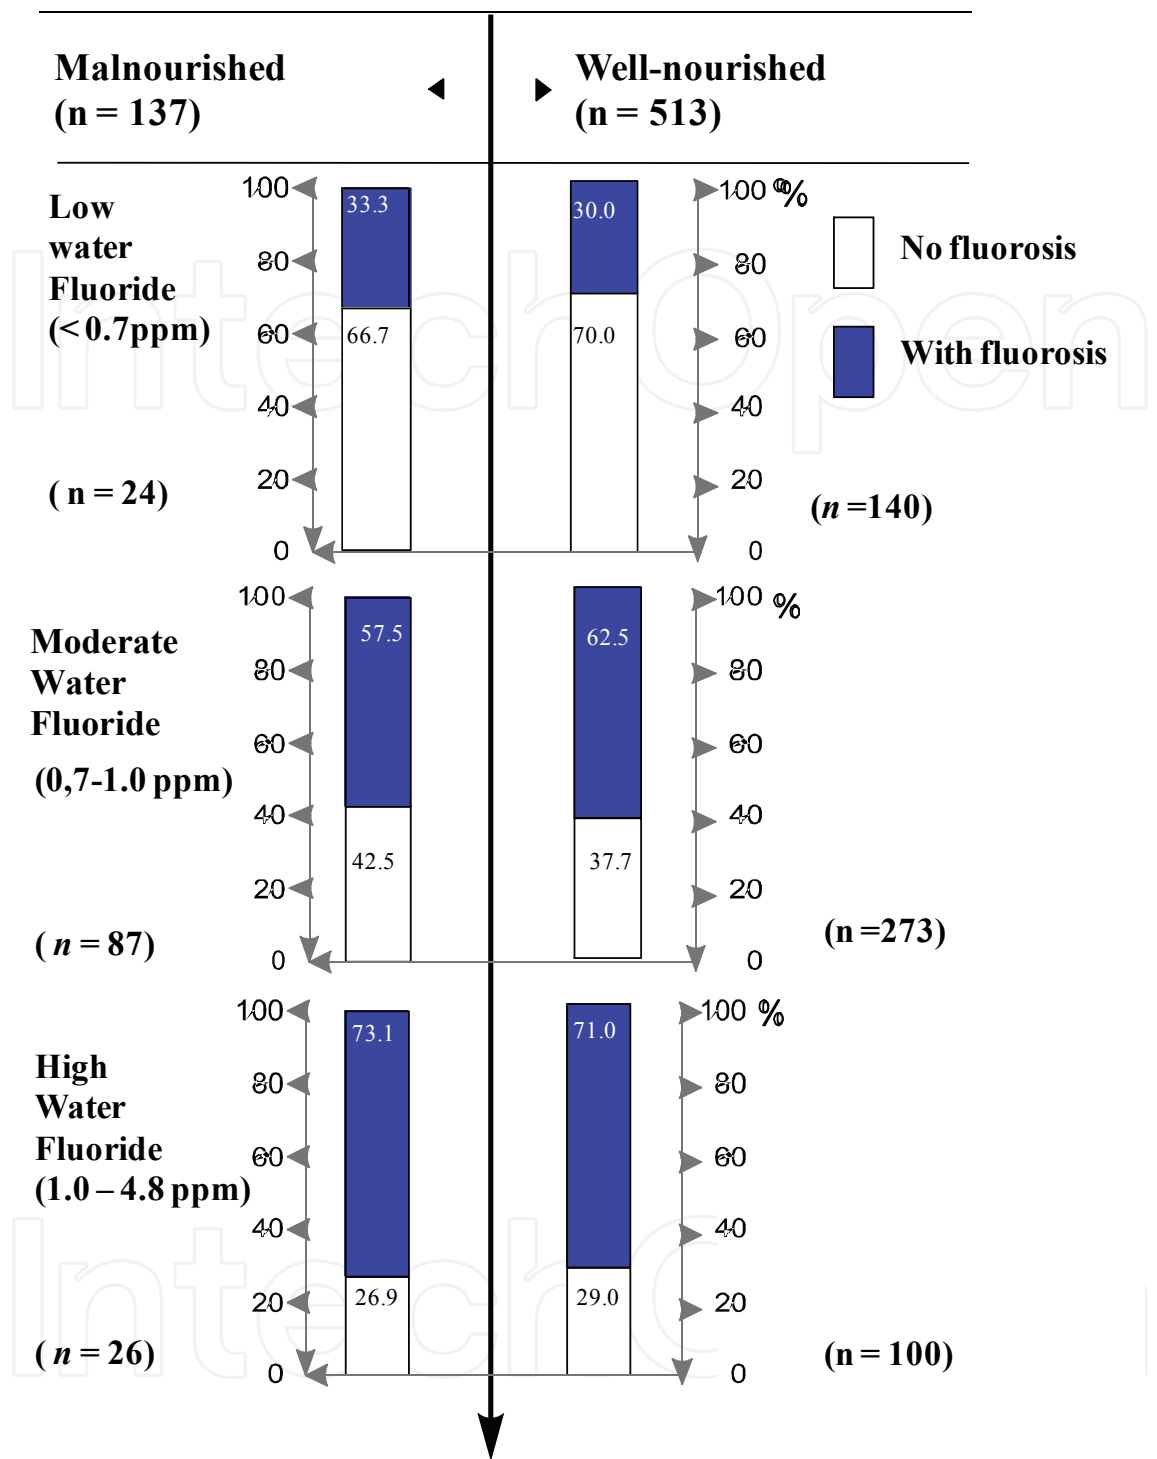 Malnourished
(n = 137)
Well-nourished
(n = 513)
Low
water
Fluoride
(< 0.7ppm)
( n = 24)
100
80
60
40
20
0
33.3
66.7
30.0
70.0
100 %
80
60
40
20
0
No fluorosis
With fluorosis
(n =140)
Moderate
Water
Fluoride
(0,7-1.0 ppm)
( n = 87)
100
80
60
40
20
0
57.5
42.5
62.5
37.7
100 %
80
60
40
20
0
(n =273)
High
Water
Fluoride
(1.0 – 4.8 ppm)
( n = 26)
100
80
60
40
20
0
73.1
26.9
71.0
29.0
100 %
80
60
40
20
0
(n = 100)
IntechOpen
IntechO